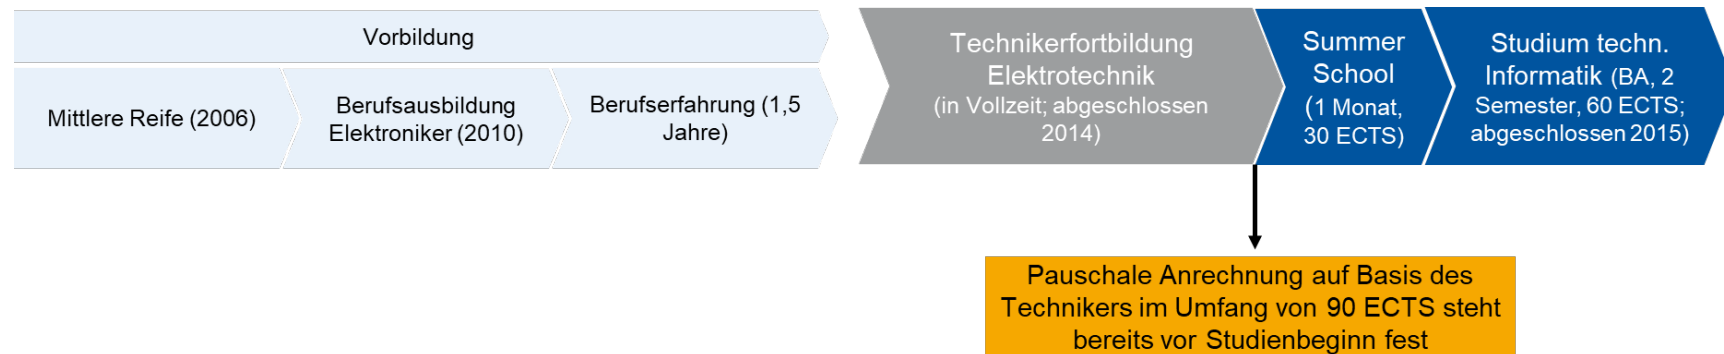 Vorbildung
Mittlere Reife (2006)
Berufsausbildung
Elektroniker (2010)
Berufserfahrung (1,5
Jahre)
Technikerfortbildung
Elektrotechnik
(in Vollzeit; abgeschlossen
2014)
Summer
School
(1 Monat,
30 ECTS)
Studium techn.
Informatik (BA, 2
Semester, 60 ECTS;
abgeschlossen 2015)
Pauschale Anrechnung auf Basis des
Technikers im Umfang von 90 ECTS steht
bereits vor Studienbeginn fest